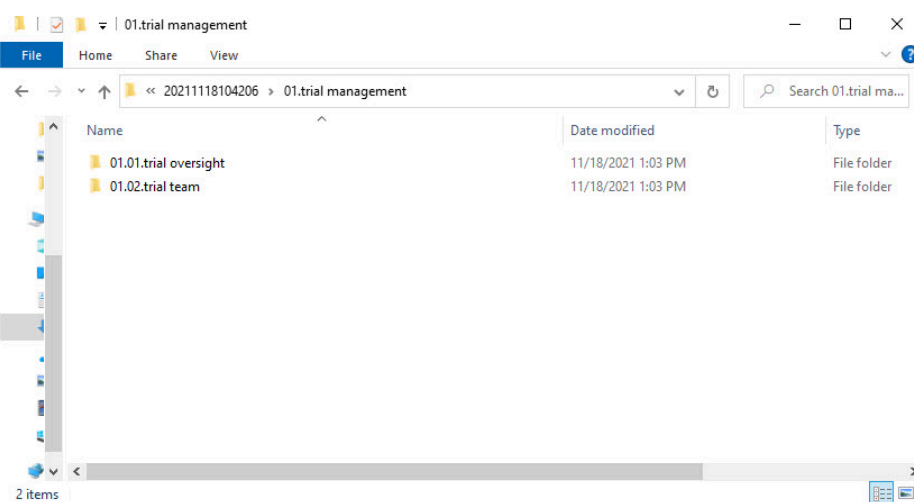 01.trial management
File Home Share View
« 20211118104206 › 01.trial management
Search 01.trial ma...
Name Date modified Type
01.01.trial oversight 11/18/2021 1:03 PM File folder
01.02.trial team 11/18/2021 1:03 PM File folder
2 items